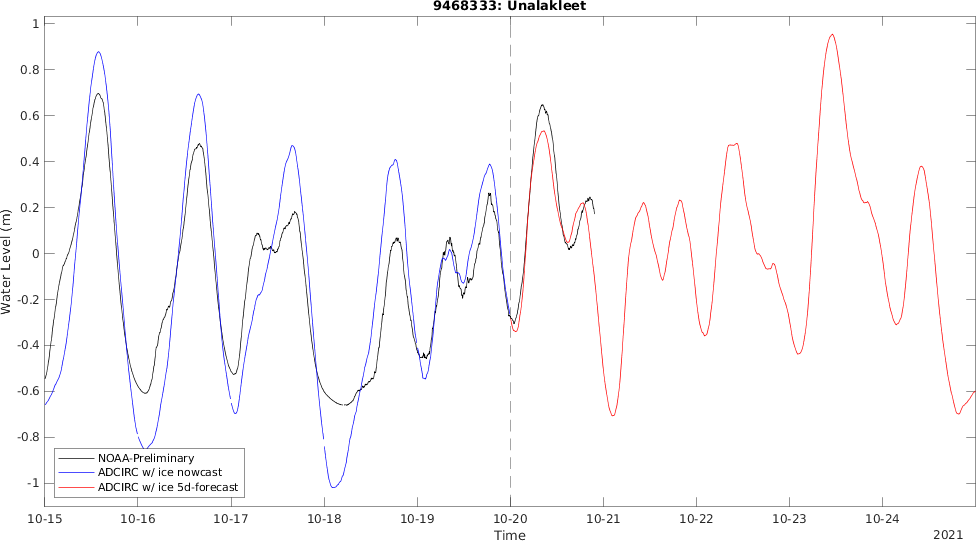 9468333: Unalakleet
1
0.8
0.6
0.4
0.2
0
-0.2
-0.4
-0.6
-0.8
-1
Water Level (m)
NOAA-Preliminary
ADCIRC w/ ice nowcast
ADCIRC w/ ice 5d-forecast
10-15 10-16 10-17 10-18 10-19 10-20 10-21 10-22 10-23 10-24
Time
2021